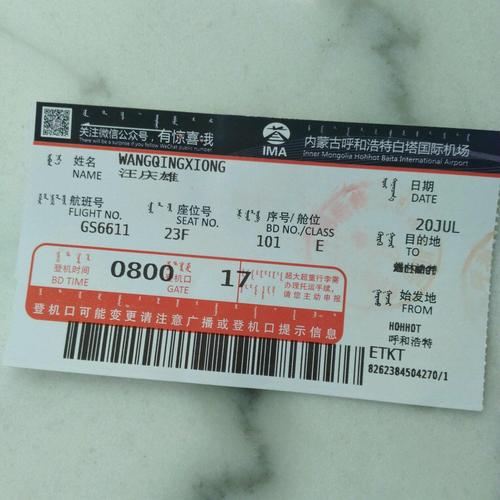 关注微信公众号，有惊喜哦
There will be a surprise if you follow WeChat public number.
IMA
内蒙古呼和浩特白塔国际机场
Inner Mongolia Hohhot Baita International Airport
姓名 WANGQINGXIONG
NAME 汪庆雄
日期
DATE
20JUL
航班号
FLIGHT NO.
GS6611
座位号
SEAT NO.
23F
序号/舱位
BD NO./CLASS
101 E
目的地
TO
登机时间
BD TIME
0800
机口
GATE
17
超大超重行李需
办理托运手续，
请您主动申报
始发地
FROM
HOHHOT
呼和浩特
登机口可能变更请注意广播或登机口提示信息
ETKT
8262384504270/1